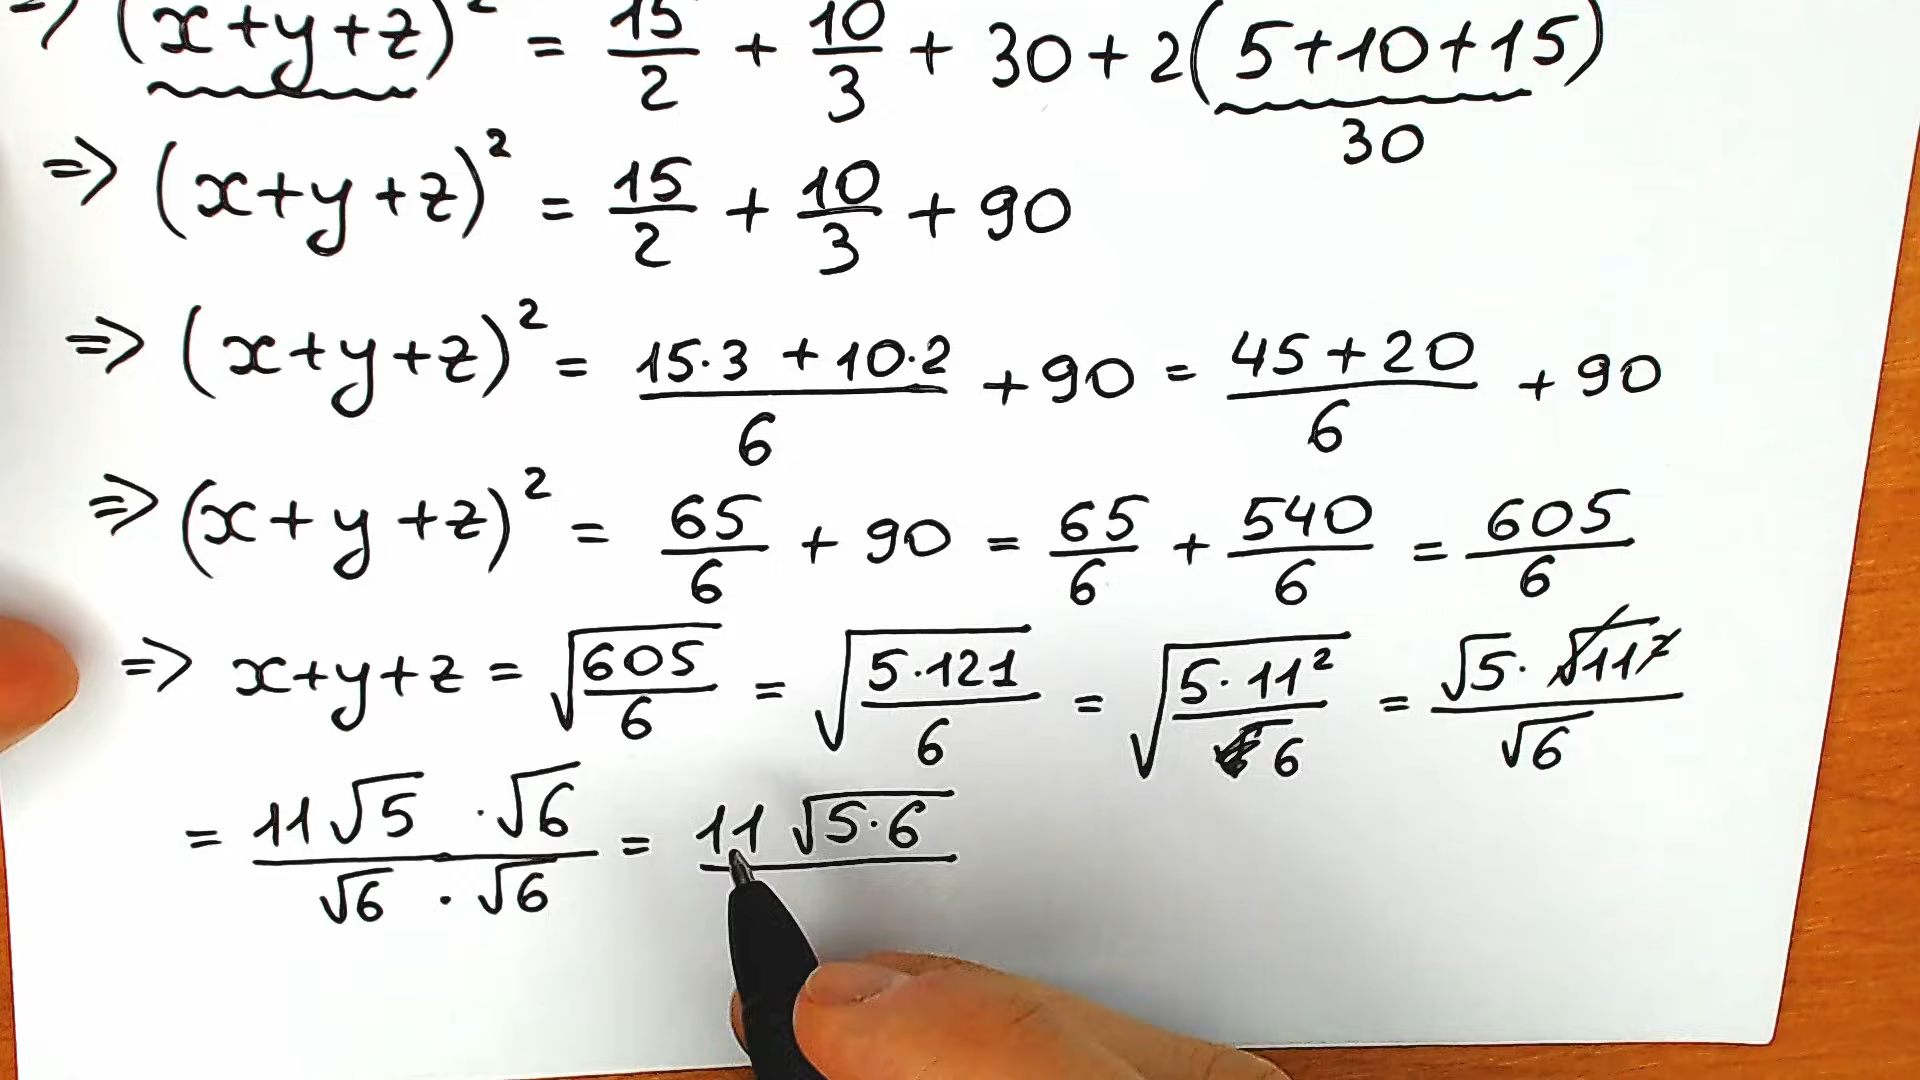 => (x+y+z)² = 15/2 + 10/3 + 30 + 2(5+10+15)
30
=> (x+y+z)² = 15/2 + 10/3 + 90
=> (x+y+z)² = (15·3 + 10·2)/6 + 90 = (45+20)/6 + 90
=> (x+y+z)² = 65/6 + 90 = 65/6 + 540/6 = 605/6
=> x+y+z = √(605/6) = √(5·121/6) = √(5·11²/6) = √5·√11²/√6
= 11√5 ·√6/√6 · √6 = 11 √5·6